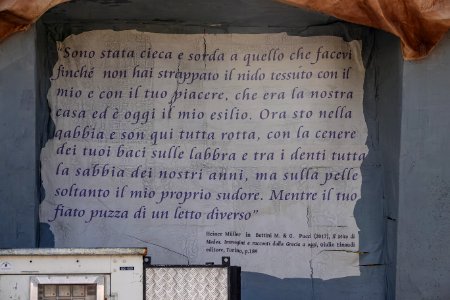 “Sono stata cieca e sorda a quello che facevi
finché non hai strappato il nido tessuto con il
mio e con il tuo piacere, che era la nostra
casa ed è oggi il mio esilio. Ora sto nella
gabbia e son qui tutta rotta, con la cenere
dei tuoi baci sulle labbra e tra i denti tutta
la sabbia dei nostri anni, ma sulla pelle
soltanto il mio proprio sudore. Mentre il tuo
fiato puzza di un letto diverso”
Heiner Müller in Bettini M. & G. Pucci (2017), Il mito di
Medea. Immagini e racconti dalla Grecia a oggi, Giulio Einaudi
editore, Torino, p.188